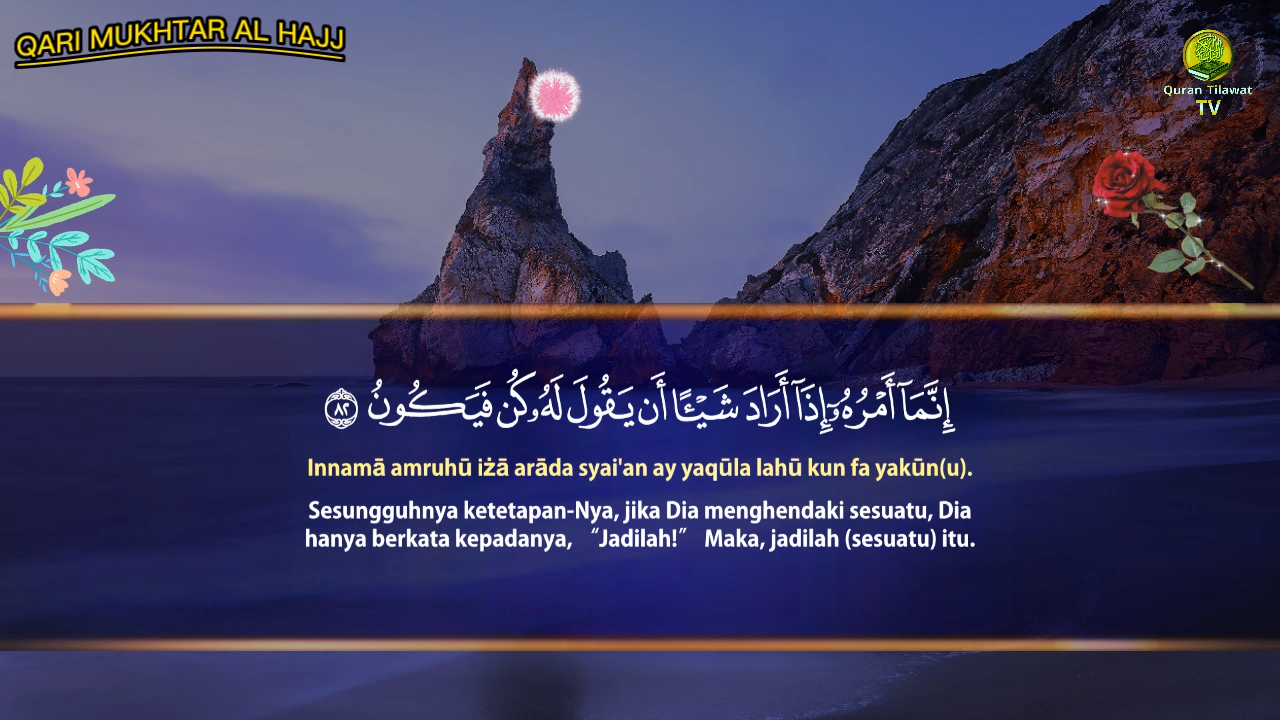 QARI MUKHTAR AL HAJJ
Quran Tilawat
TV
إِنَّمَآ أَمْرُهُۥٓ إِذَآ أَرَادَ شَيْـًٔا أَن يَقُولَ لَهُۥ كُن فَيَكُونُ ٨٢
Innamā amruhū iżā arāda syai'an ay yaqūla lahū kun fa yakūn(u).
Sesungguhnya ketetapan-Nya, jika Dia menghendaki sesuatu, Dia
hanya berkata kepadanya, “Jadilah!” Maka, jadilah (sesuatu) itu.